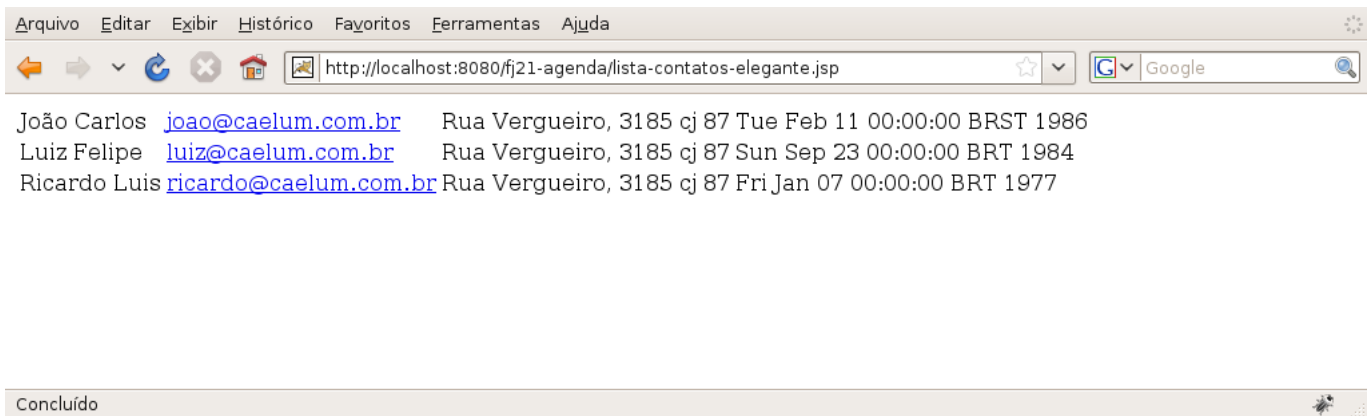 Arquivo Editar Exibir Histórico Favoritos Ferramentas Ajuda
http://localhost:8080/fj21-agenda/lista-contatos-elegante.jsp G Google
João Carlos joao@caelum.com.br Rua Vergueiro, 3185 cj 87 Tue Feb 11 00:00:00 BRST 1986
Luiz Felipe luiz@caelum.com.br Rua Vergueiro, 3185 cj 87 Sun Sep 23 00:00:00 BRT 1984
Ricardo Luis ricardo@caelum.com.br Rua Vergueiro, 3185 cj 87 Fri Jan 07 00:00:00 BRT 1977
Concluído